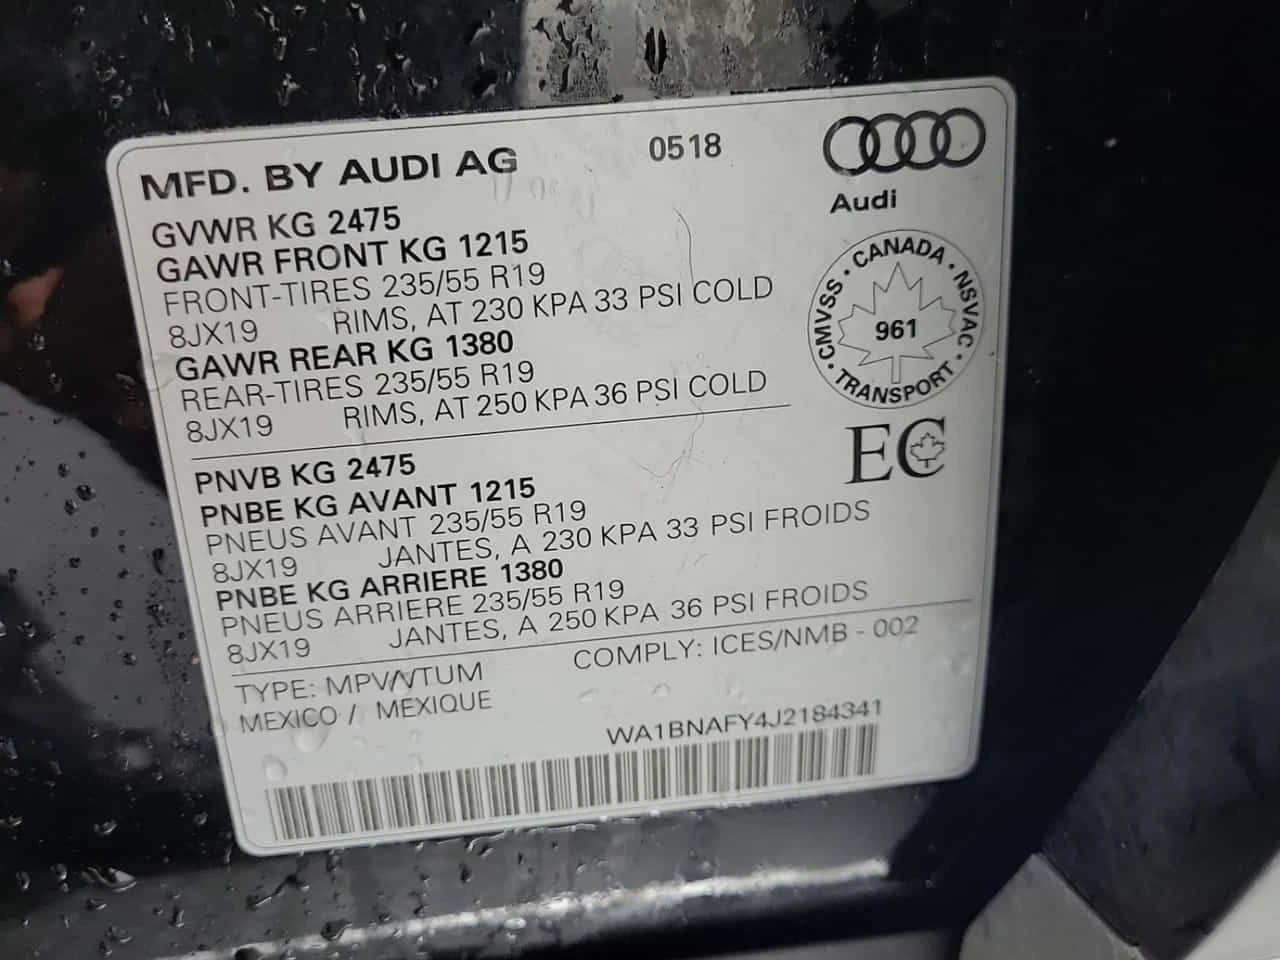 MFD. BY AUDI AG 0518
Audi
GVWR KG 2475
GAWR FRONT KG 1215
FRONT-TIRES 235/55 R19
8JX19 RIMS, AT 230 KPA 33 PSI COLD
GAWR REAR KG 1380
REAR-TIRES 235/55 R19
8JX19 RIMS, AT 250 KPA 36 PSI COLD
CMVSS · CANADA · NSVAC · TRANSPORT ·
961
EC
PNVB KG 2475
PNBE KG AVANT 1215
PNEUS AVANT 235/55 R19
8JX19 JANTES, A 230 KPA 33 PSI FROIDS
PNBE KG ARRIERE 1380
PNEUS ARRIERE 235/55 R19
8JX19 JANTES, A 250 KPA 36 PSI FROIDS
TYPE: MPV/VTUM COMPLY: ICES/NMB - 002
MEXICO / MEXIQUE
WA1BNAFY4J2184341